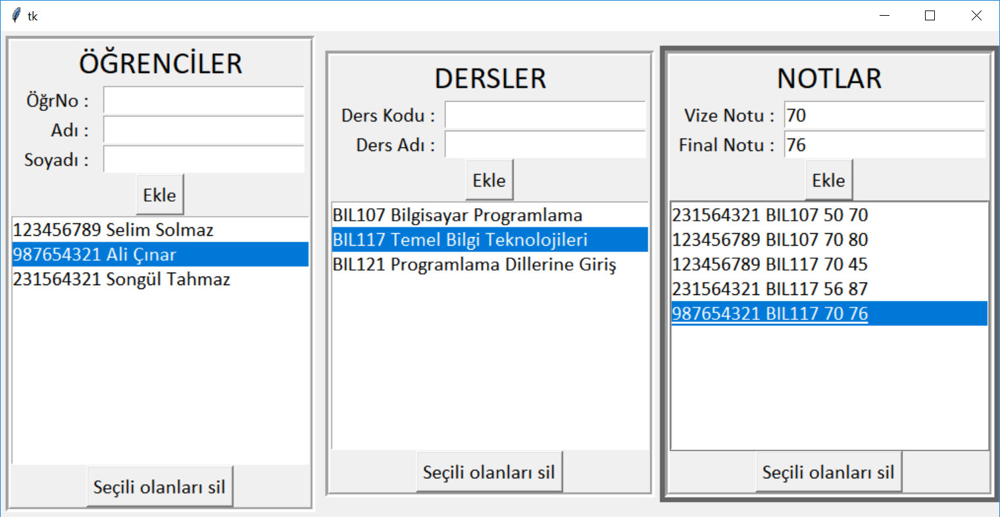 tk
ÖĞRENCİLER
ÖğrNo :
Adı :
Soyadı :
Ekle
123456789 Selim Solmaz
987654321 Ali Çınar
231564321 Songül Tahmaz
Seçili olanları sil
DERSLER
Ders Kodu :
Ders Adı :
Ekle
BIL107 Bilgisayar Programlama
BIL117 Temel Bilgi Teknolojileri
BIL121 Programlama Dillerine Giriş
Seçili olanları sil
NOTLAR
Vize Notu : 70
Final Notu : 76
Ekle
231564321 BIL107 50 70
123456789 BIL107 70 80
123456789 BIL117 70 45
231564321 BIL117 56 87
987654321 BIL117 70 76
Seçili olanları sil